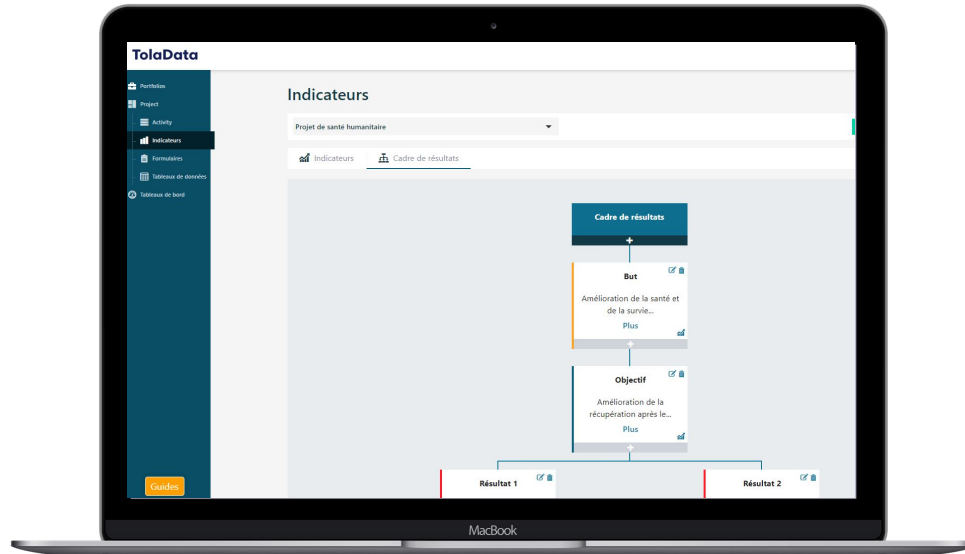 TolaData
Portfolios
Project
Activity
Indicateurs
Formulaires
Tableaux de données
Tableaux de bord
Guides
Indicateurs
Projet de santé humanitaire
Indicateurs
Cadre de résultats
Cadre de résultats
But
Amélioration de la santé et
de la survie...
Plus
Objectif
Amélioration de la
récupération après le...
Plus
Résultat 1
Résultat 2
MacBook